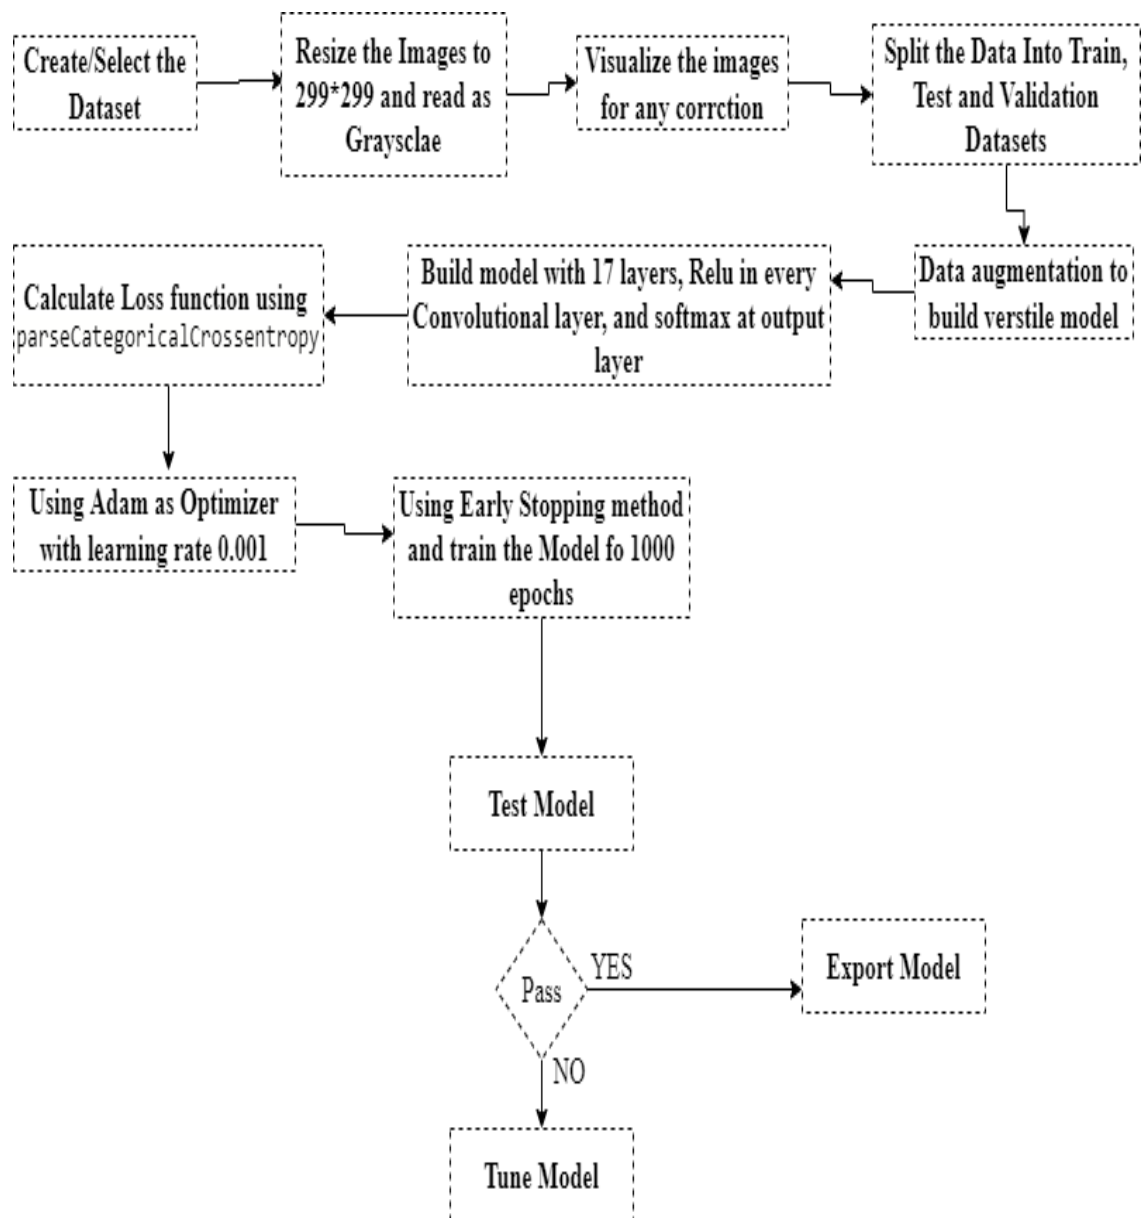 Create/Select the
Dataset
Resize the Images to
299*299 and read as
Graysclae
Visualize the images
for any corrction
Split the Data Into Train,
Test and Validation
Datasets
Data augmentation to
build verstile model
Build model with 17 layers, Relu in every
Convolutional layer, and softmax at output
layer
Calculate Loss function using
parseCategoricalCrossentropy
Using Adam as Optimizer
with learning rate 0.001
Using Early Stopping method
and train the Model fo 1000
epochs
Test Model
Pass
YES
Export Model
NO
Tune Model